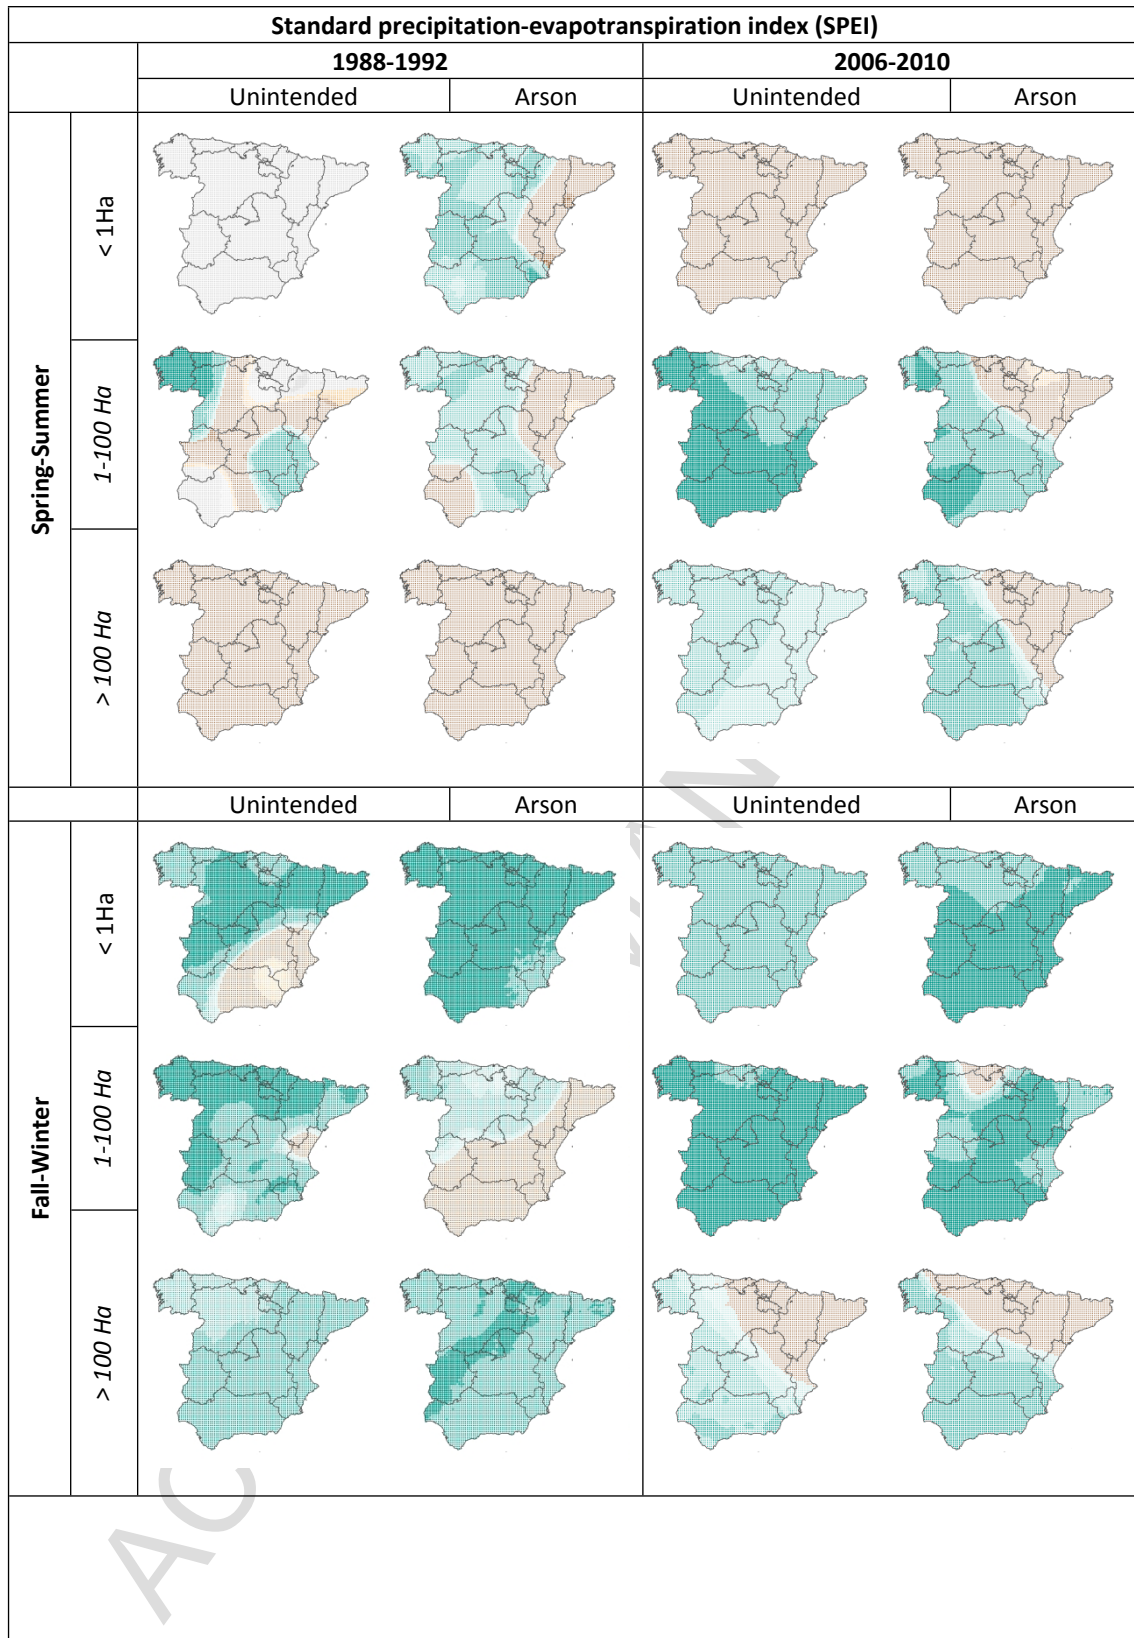 Standard precipitation-evapotranspiration index (SPEI)
1988-1992 2006-2010
Unintended Arson Unintended Arson
Spring-Summer
< 1Ha
1-100 Ha
> 100 Ha
Unintended Arson Unintended Arson
Fall-Winter
< 1Ha
1-100 Ha
> 100 Ha
AC